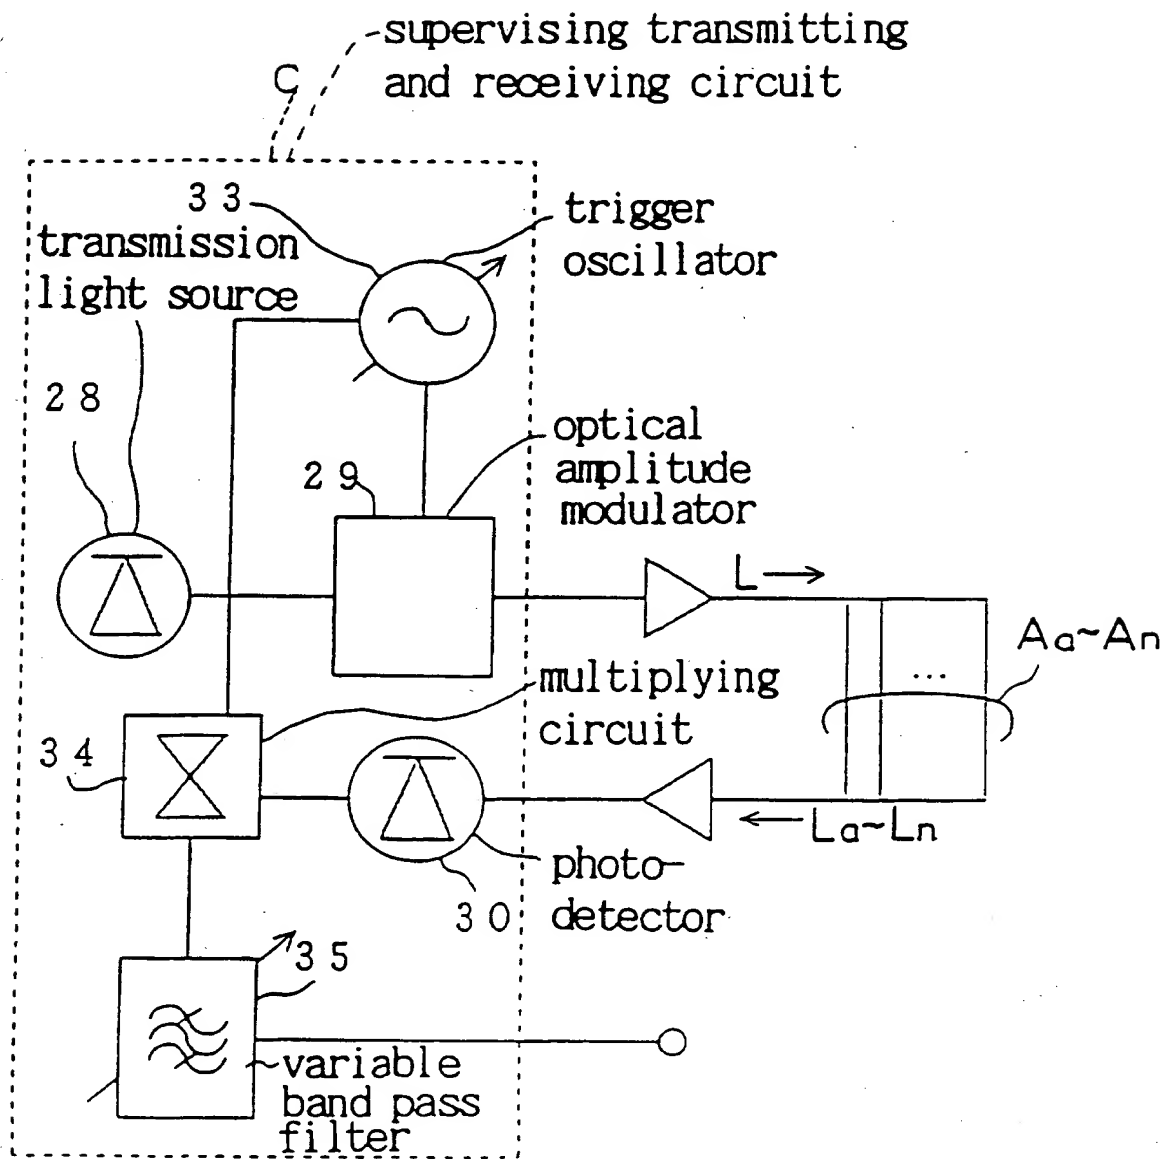 supervising transmitting
and receiving circuit
C
33
trigger
oscillator
transmission
light source
28
optical
amplitude
modulator
29
L
Aa~An
...
multiplying
circuit
34
La~Ln
photo-
detector
30
35
variable
band pass
filter